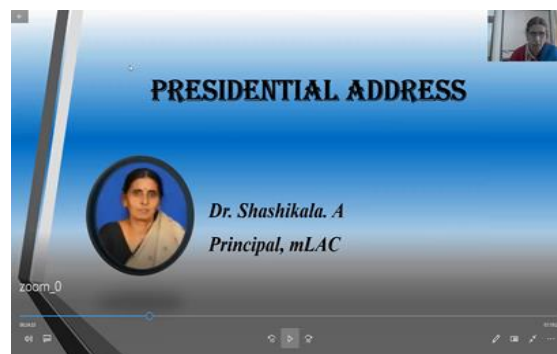 PRESIDENTIAL ADDRESS
Dr. Shashikala. A
Principal, mLAC
zoom_0